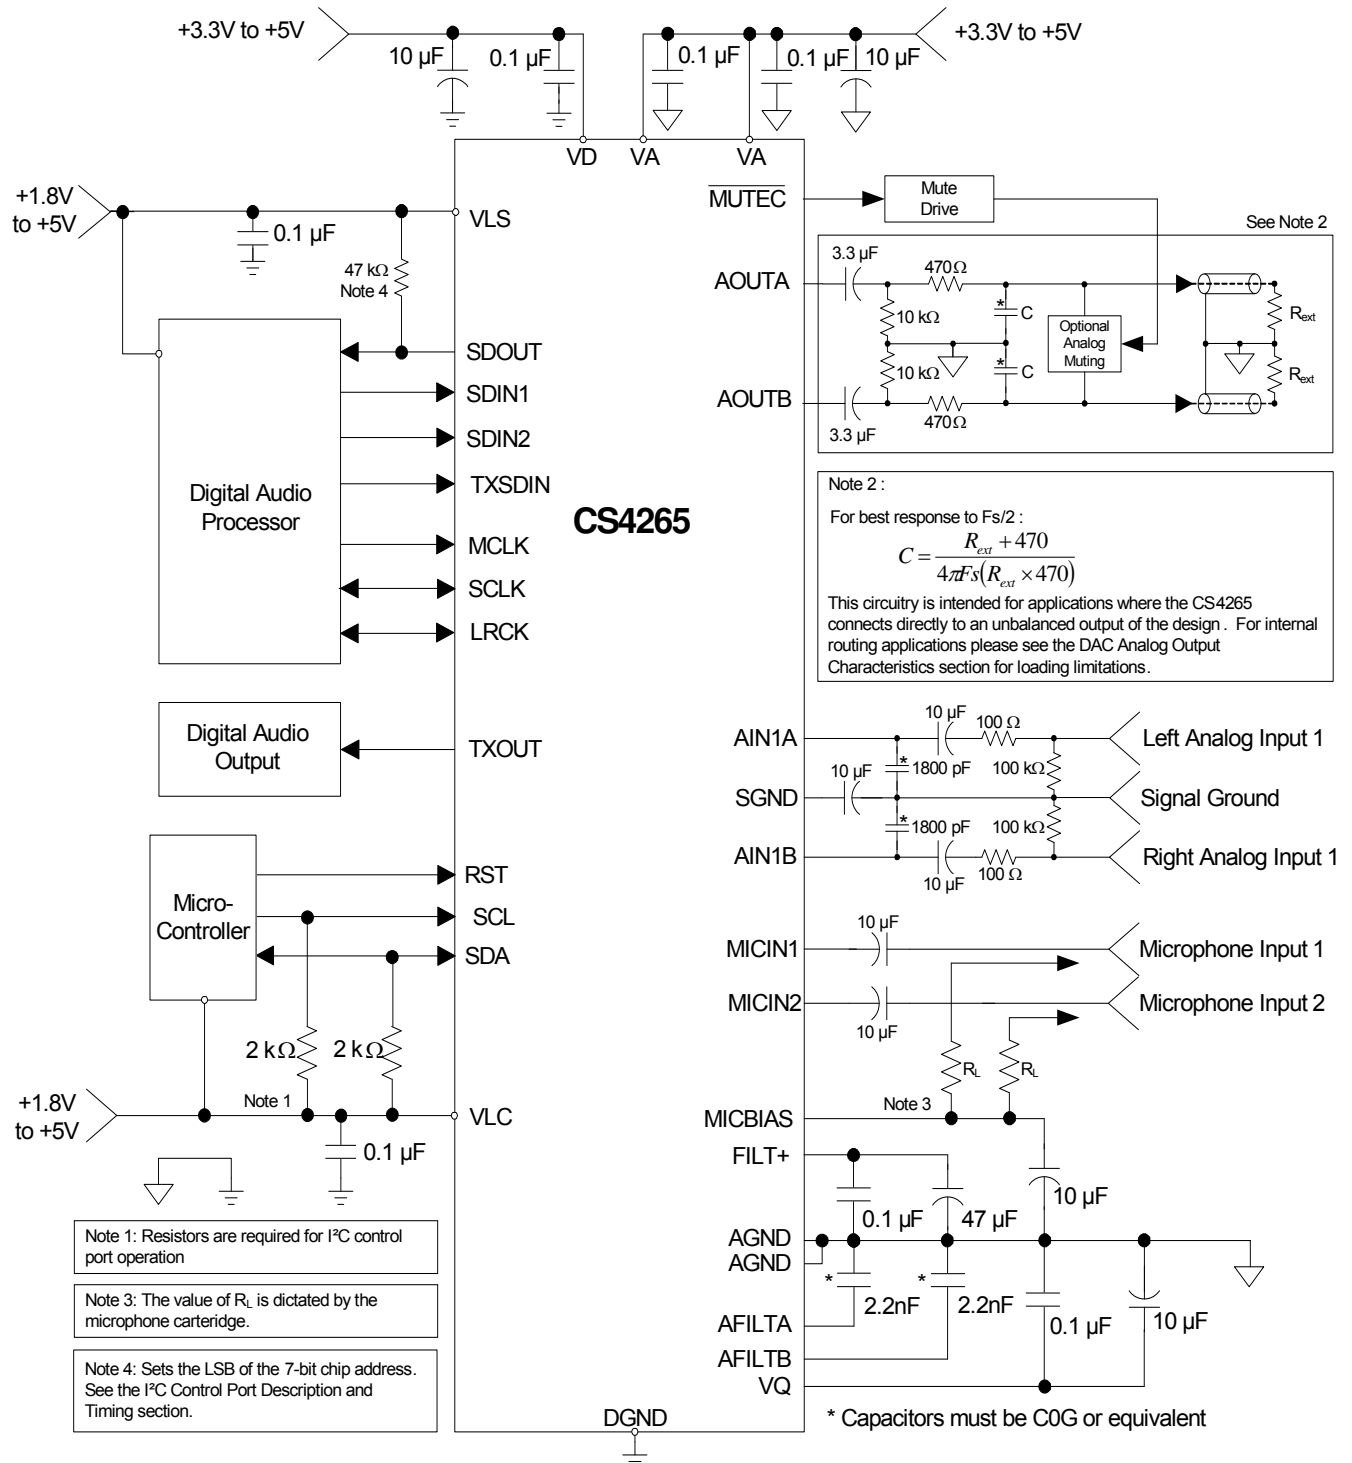 +3.3V to +5V
10 µF
0.1 µF
0.1 µF
0.1 µF
10 µF
+3.3V to +5V
VD
VA
VA
+1.8V
to +5V
0.1 µF
VLS
47 kΩ
Note 4
MUTEC
Mute
Drive
See Note 2
AOUTA
3.3 µF
470Ω
10 kΩ
* C
Optional
Analog
Muting
Rext
10 kΩ
* C
Rext
AOUTB
3.3 µF
470Ω
Digital Audio
Processor
SDOUT
SDIN1
SDIN2
TXSDIN
MCLK
SCLK
LRCK
CS4265
Note 2 :
For best response to Fs/2 :
C = (Rext + 470) / (4πFs(Rext × 470))
This circuitry is intended for applications where the CS4265
connects directly to an unbalanced output of the design . For internal
routing applications please see the DAC Analog Output
Characteristics section for loading limitations.
Digital Audio
Output
TXOUT
AIN1A
10 µF
100 Ω
Left Analog Input 1
* 1800 pF
100 kΩ
SGND
10 µF
Signal Ground
* 1800 pF
100 kΩ
AIN1B
10 µF
100 Ω
Right Analog Input 1
Micro-
Controller
RST
SCL
SDA
2 kΩ
2 kΩ
MICIN1
10 µF
Microphone Input 1
MICIN2
10 µF
Microphone Input 2
RL
RL
+1.8V
to +5V
Note 1
0.1 µF
VLC
MICBIAS
Note 3
10 µF
FILT+
0.1 µF
47 µF
AGND
AGND
* 2.2nF
* 2.2nF
0.1 µF
10 µF
AFILTA
AFILTB
VQ
Note 1: Resistors are required for I²C control
port operation
Note 3: The value of RL is dictated by the
microphone carteridge.
Note 4: Sets the LSB of the 7-bit chip address.
See the I²C Control Port Description and
Timing section.
DGND
* Capacitors must be C0G or equivalent